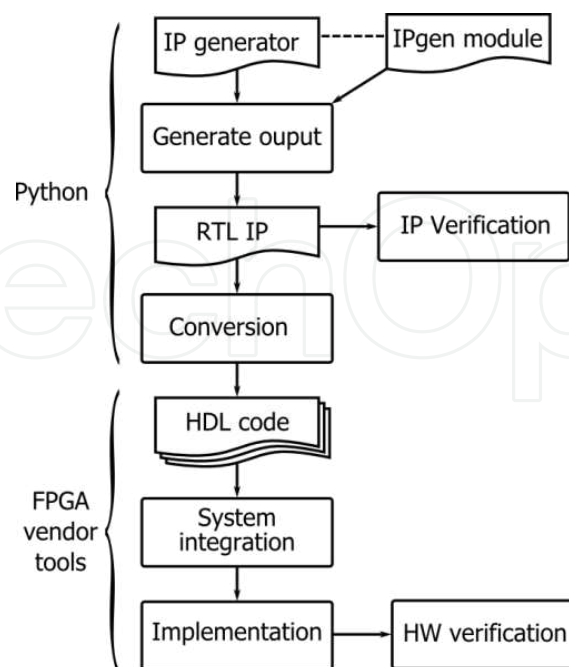 IP generator
IPgen module
Generate ouput
Python
RTL IP
IP Verification
Conversion
HDL code
FPGA
vendor
tools
System
integration
Implementation
HW verification